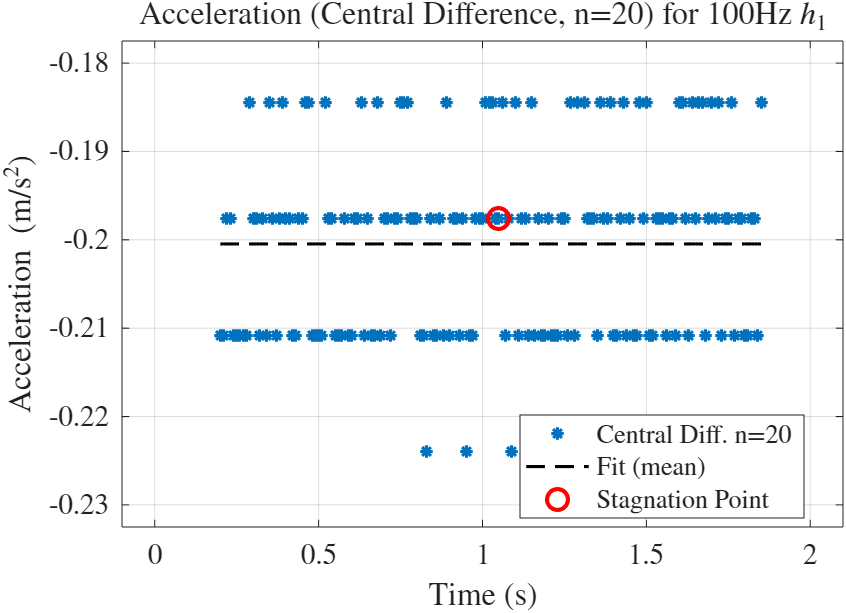 Acceleration (Central Difference, n=20) for 100Hz h₁
Acceleration (m/s²)
-0.18
-0.19
-0.2
-0.21
-0.22
-0.23
Central Diff. n=20
Fit (mean)
Stagnation Point
0 0.5 1 1.5 2
Time (s)